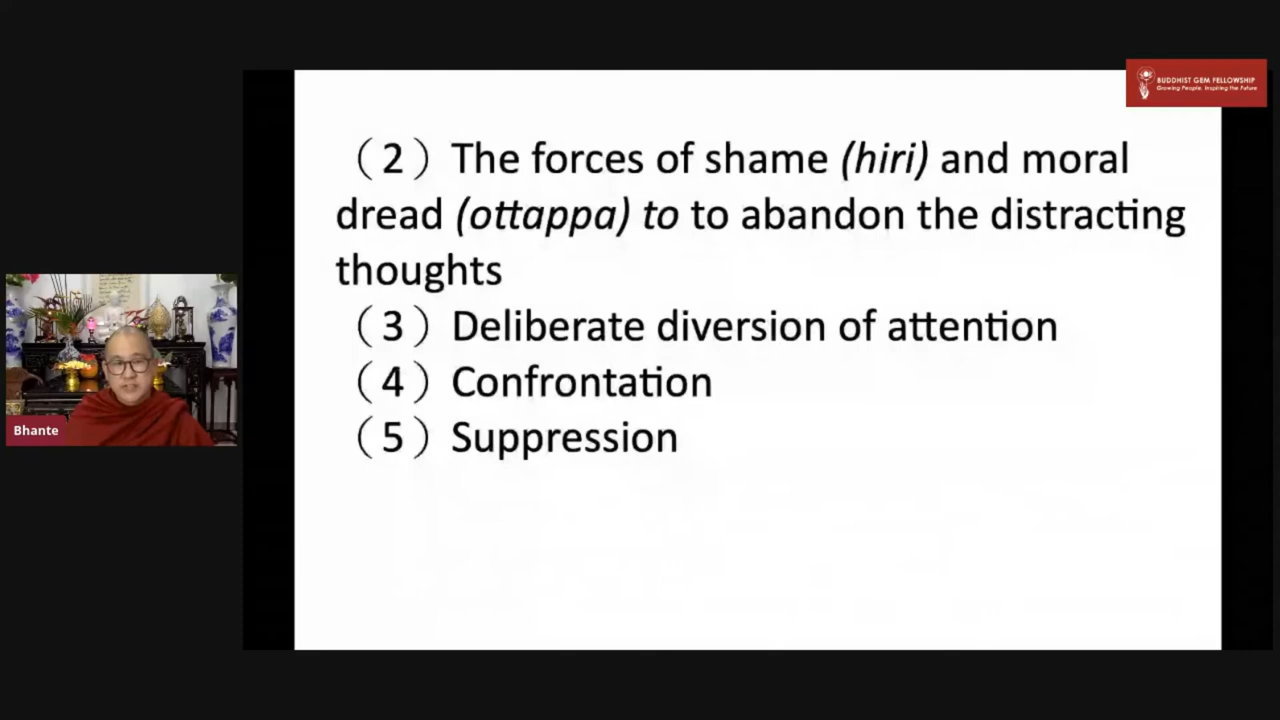 BUDDHIST GEM FELLOWSHIP
Growing People. Inspiring the Future
（2）The forces of shame (hiri) and moral
dread (ottappa) to to abandon the distracting
thoughts
（3）Deliberate diversion of attention
（4）Confrontation
（5）Suppression
Bhante